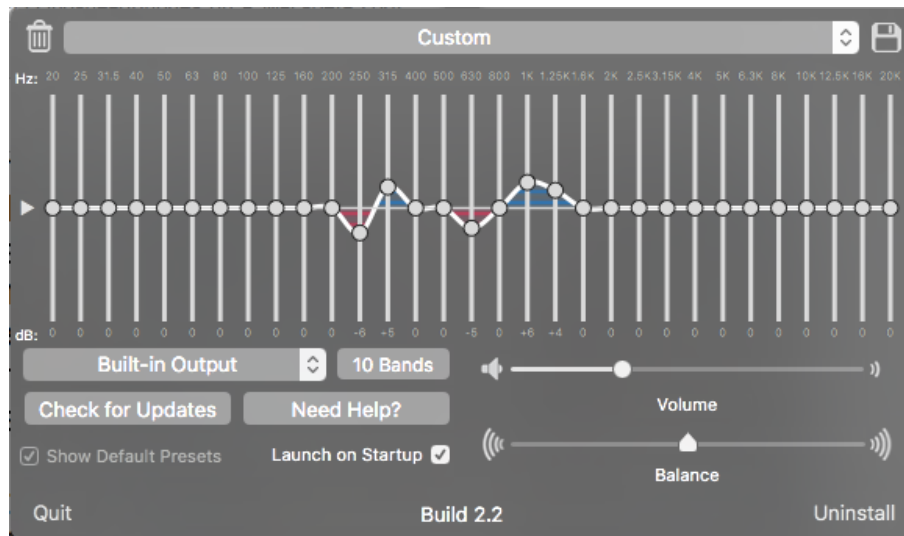 Custom
Hz: 20 25 31.5 40 50 63 80 100 125 160 200 250 315 400 500 630 800 1K 1.25K 1.6K 2K 2.5K 3.15K 4K 5K 6.3K 8K 10K 12.5K 16K 20K
dB: 0 0 0 0 0 0 0 0 0 0 0 -6 +5 0 0 -5 0 +6 +4 0 0 0 0 0 0 0 0 0 0 0 0
Built-in Output 10 Bands
Volume
Check for Updates Need Help?
Show Default Presets Launch on Startup
Balance
Quit Build 2.2 Uninstall